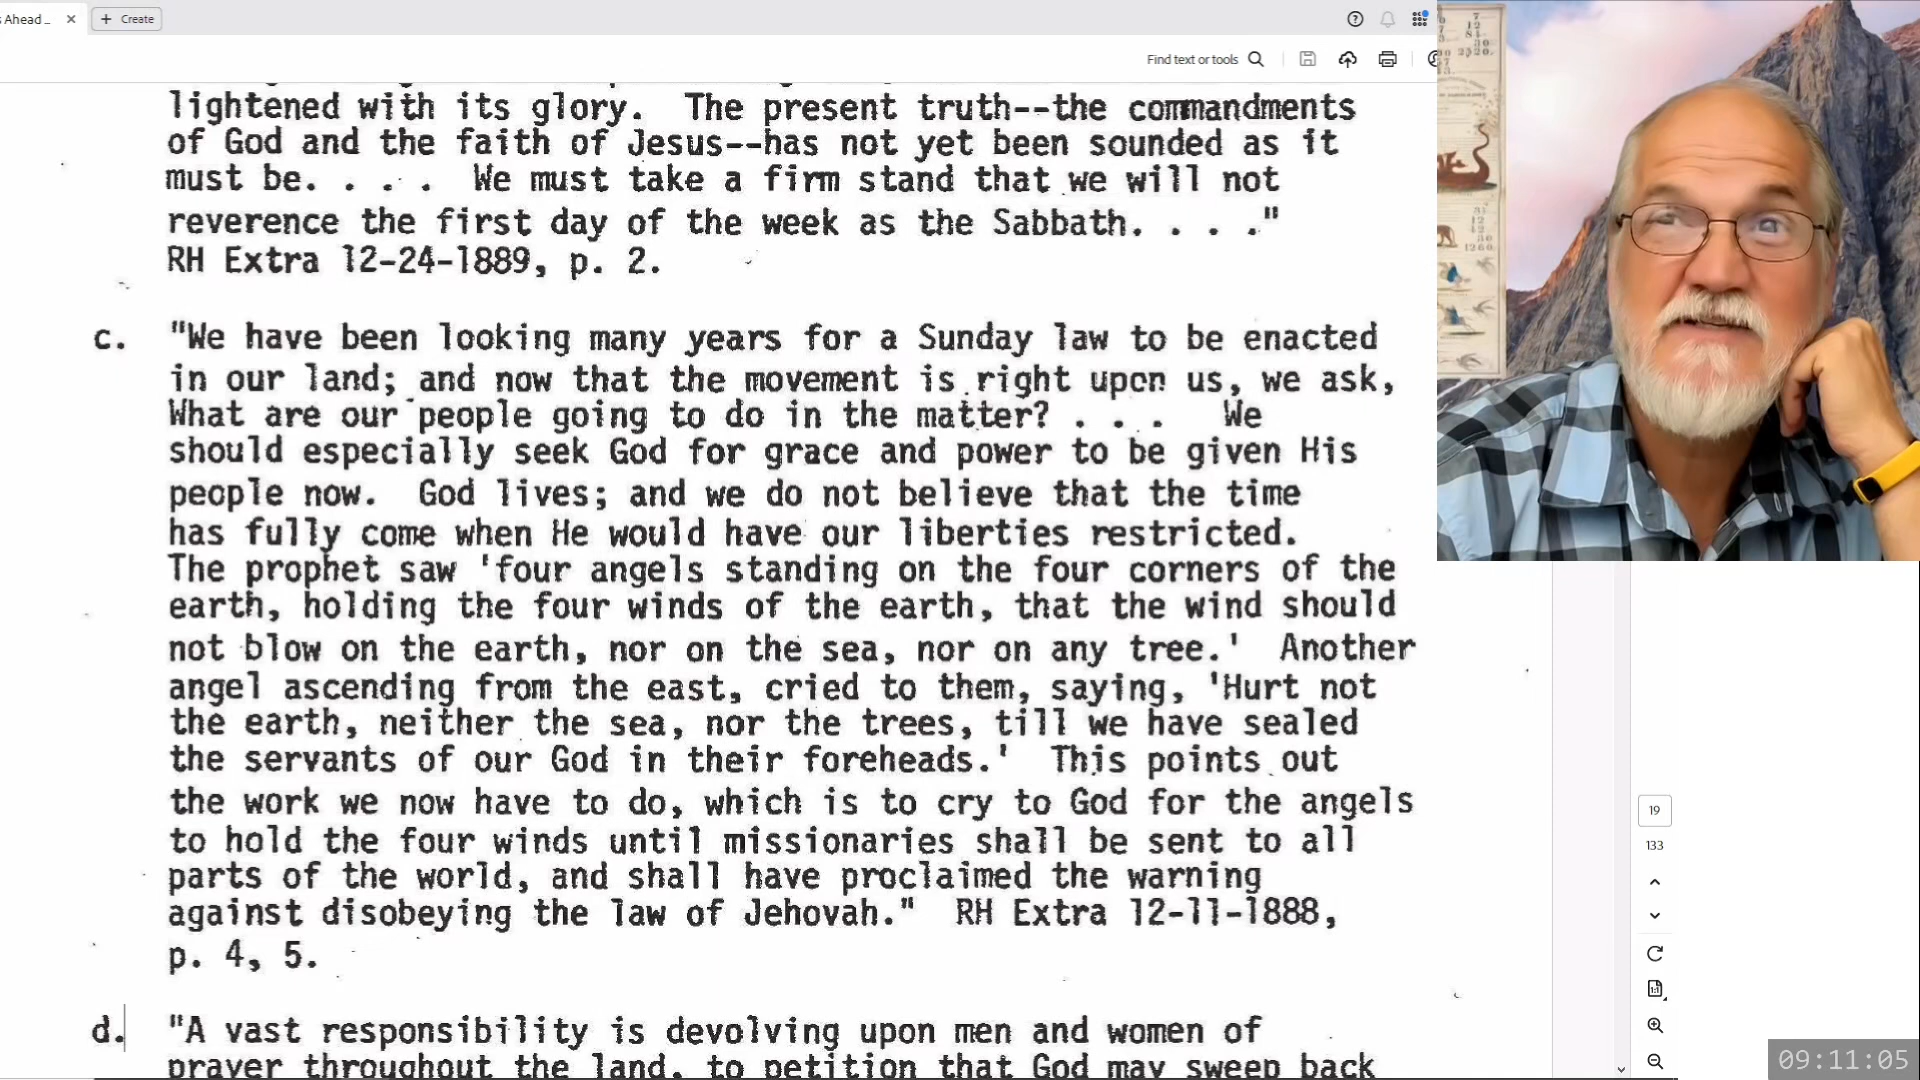 s Ahead _
Create
Find text or tools
lightened with its glory. The present truth--the commandments
of God and the faith of Jesus--has not yet been sounded as it
must be. . . . We must take a firm stand that we will not
reverence the first day of the week as the Sabbath. . . ."
RH Extra 12-24-1889, p. 2.
c. "We have been looking many years for a Sunday law to be enacted
in our land; and now that the movement is right upon us, we ask,
What are our people going to do in the matter? . . . We
should especially seek God for grace and power to be given His
people now. God lives; and we do not believe that the time
has fully come when He would have our liberties restricted.
The prophet saw 'four angels standing on the four corners of the
earth, holding the four winds of the earth, that the wind should
not blow on the earth, nor on the sea, nor on any tree.' Another
angel ascending from the east, cried to them, saying, 'Hurt not
the earth, neither the sea, nor the trees, till we have sealed
the servants of our God in their foreheads.' This points out
the work we now have to do, which is to cry to God for the angels
to hold the four winds until missionaries shall be sent to all
parts of the world, and shall have proclaimed the warning
against disobeying the law of Jehovah." RH Extra 12-11-1888,
p. 4, 5.
d. "A vast responsibility is devolving upon men and women of
prayer throughout the land, to petition that God may sweep back
7
12
30
2520
1260
19
133
09:11:05